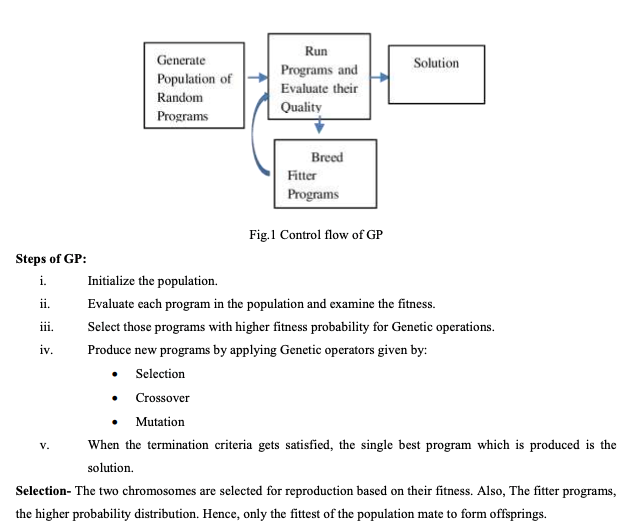 Generate
Population of
Random
Programs
Run
Programs and
Evaluate their
Quality
Solution
Breed
Fitter
Programs
Fig.1 Control flow of GP
Steps of GP:
i. Initialize the population.
ii. Evaluate each program in the population and examine the fitness.
iii. Select those programs with higher fitness probability for Genetic operations.
iv. Produce new programs by applying Genetic operators given by:
• Selection
• Crossover
• Mutation
v. When the termination criteria gets satisfied, the single best program which is produced is the
solution.
Selection- The two chromosomes are selected for reproduction based on their fitness. Also, The fitter programs,
the higher probability distribution. Hence, only the fittest of the population mate to form offsprings.